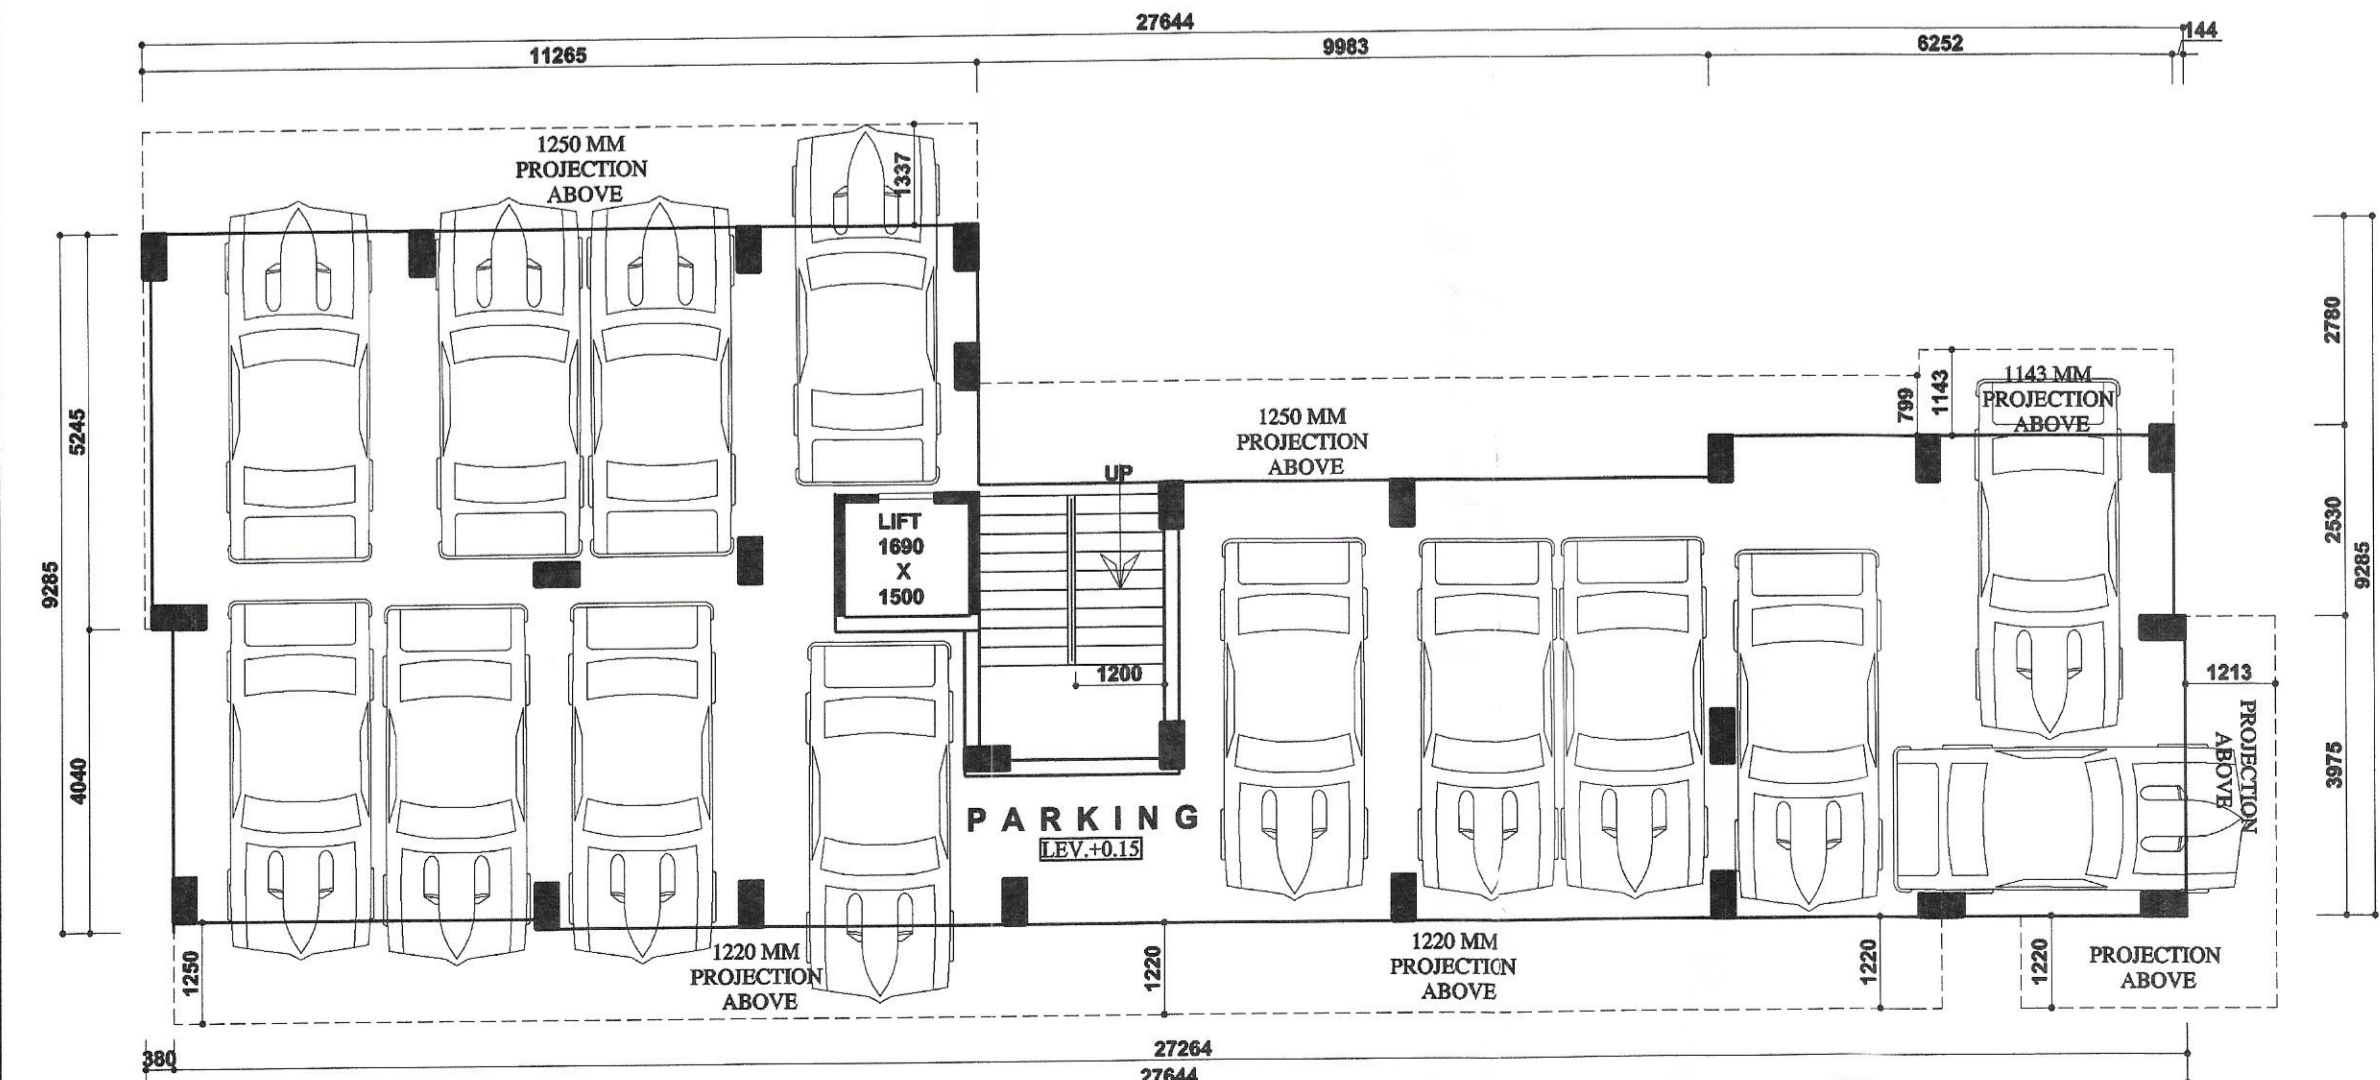 27644
144
11265
9983
6252
1250 MM
PROJECTION
ABOVE
1337
2780
5245
9285
1143
799
1143 MM
PROJECTION
ABOVE
1250 MM
PROJECTION
ABOVE
UP
LIFT
1690
X
1500
2530
9285
1200
1213
PROJECTION
ABOVE
4040
3975
PARKING
LEV.+0.15
1250
1220 MM
PROJECTION
ABOVE
1220
1220 MM
PROJECTION
ABOVE
1220
1220
PROJECTION
ABOVE
380
27264
27644